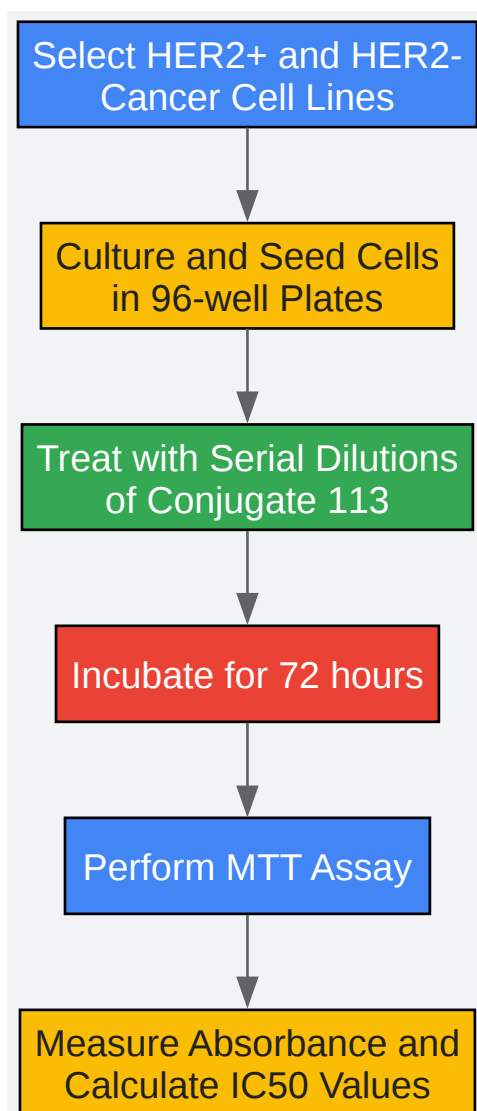 Select HER2+ and HER2-
Cancer Cell Lines
Culture and Seed Cells
in 96-well Plates
Treat with Serial Dilutions
of Conjugate 113
Incubate for 72 hours
Perform MTT Assay
Measure Absorbance and
Calculate IC50 Values